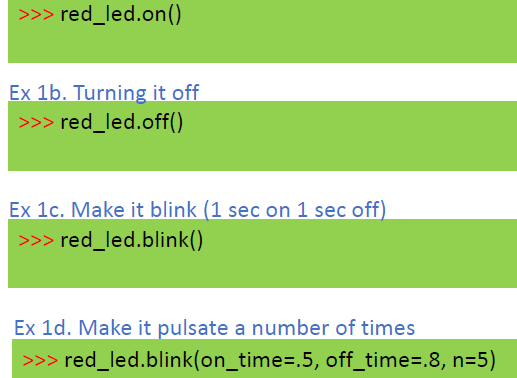 >>> red_led.on()
Ex 1b. Turning it off
>>> red_led.off()
Ex 1c. Make it blink (1 sec on 1 sec off)
>>> red_led.blink()
Ex 1d. Make it pulsate a number of times
>>> red_led.blink(on_time=.5, off_time=.8, n=5)